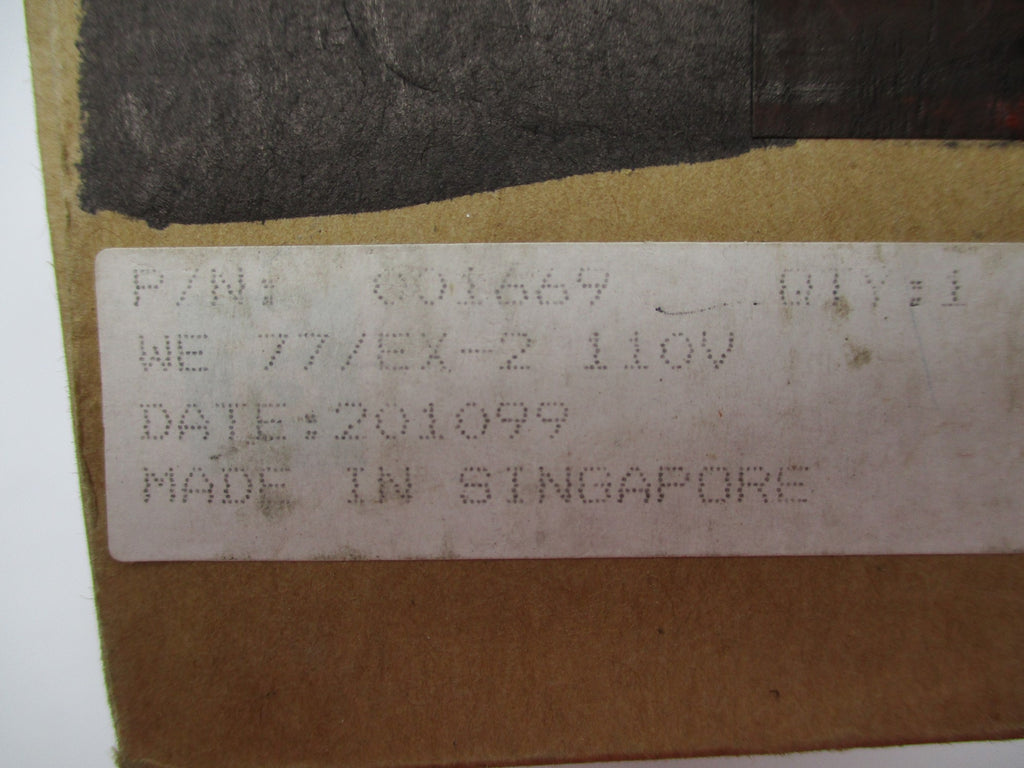 P/N: 001669 QTY:1
WE 77/EX-2 110V
DATE:201099
MADE IN SINGAPORE